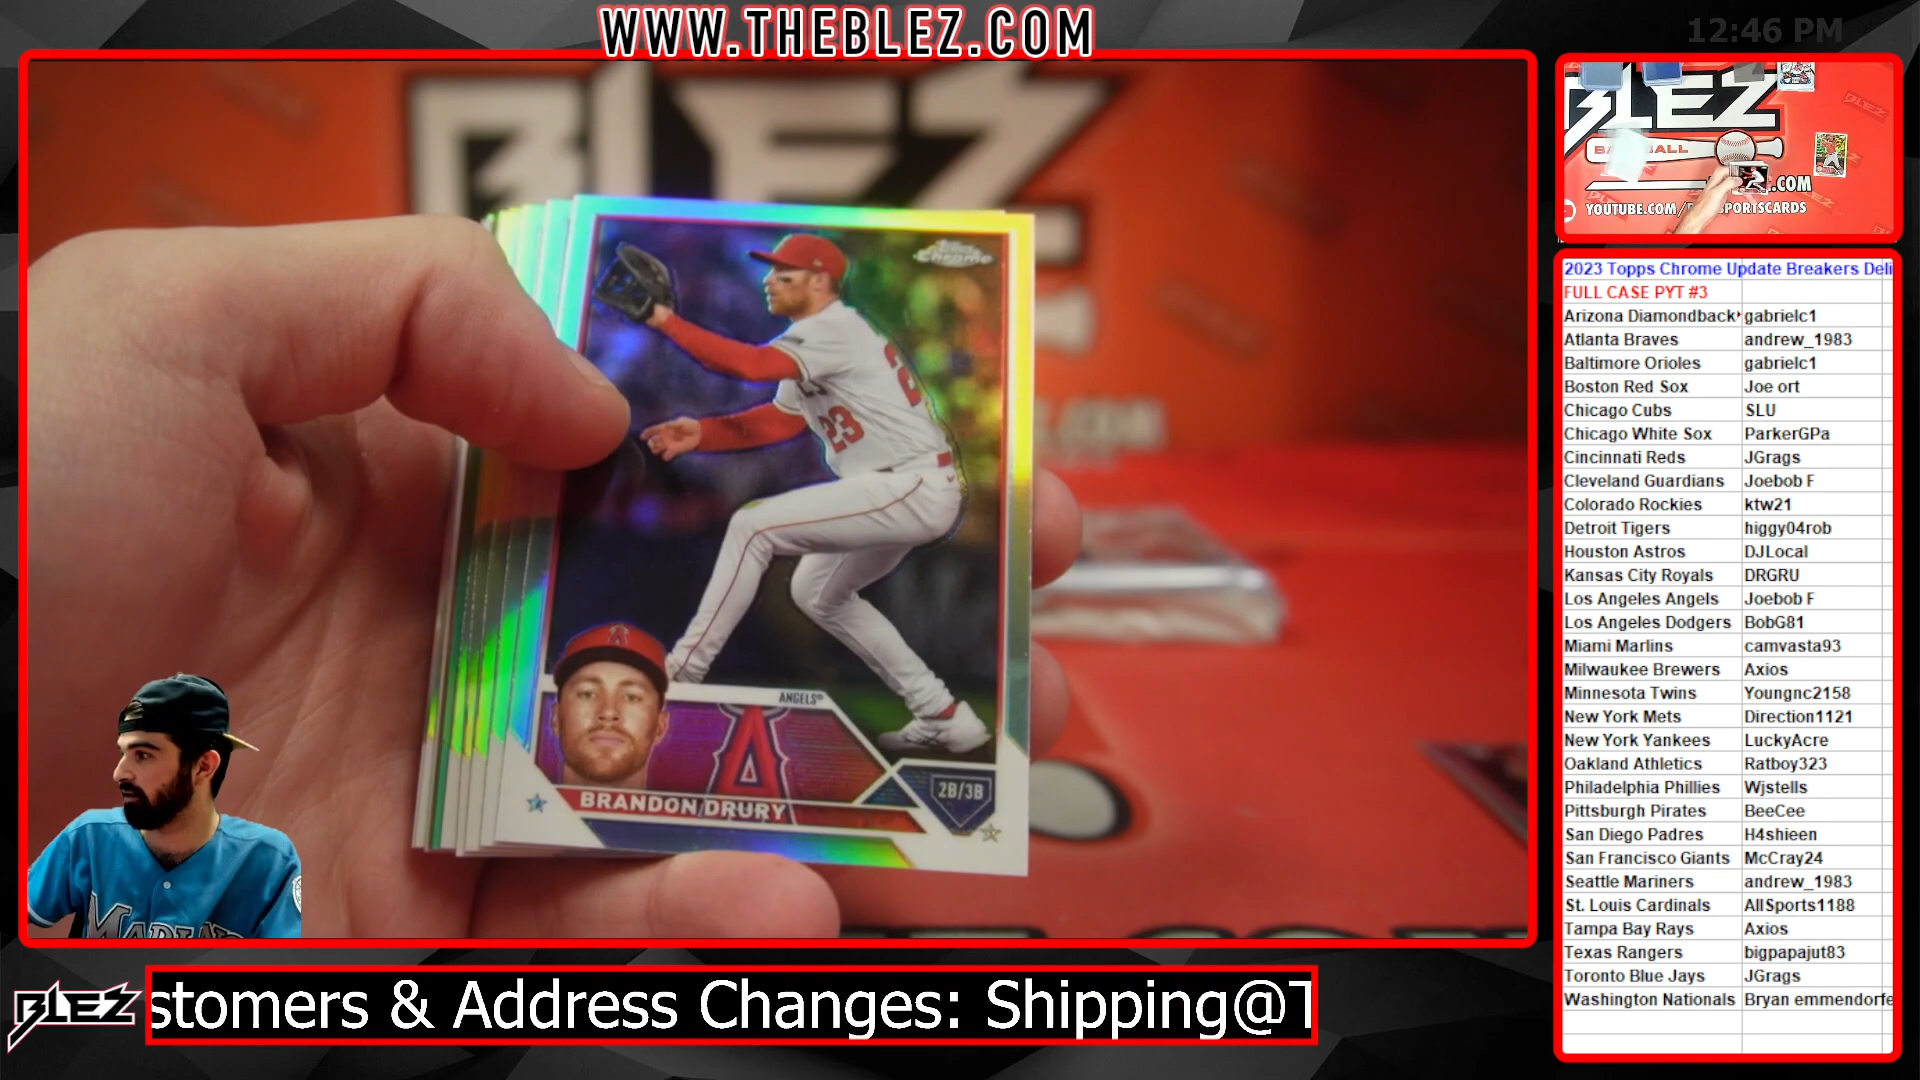 WWW.THEBLEZ.COM
12:46 PM
BLEZ
Topps
Chrome
23
ANGELS
A
2B/3B
BRANDON DRURY
BLEZ
.COM
YOUTUBE.COM/
PORTSCARDS
2023 Topps Chrome Update Breakers Deli
FULL CASE PYT #3
Arizona Diamondback gabrielc1
Atlanta Braves andrew_1983
Baltimore Orioles gabrielc1
Boston Red Sox Joe ort
Chicago Cubs SLU
Chicago White Sox ParkerGPa
Cincinnati Reds JGrags
Cleveland Guardians Joebob F
Colorado Rockies ktw21
Detroit Tigers higgy04rob
Houston Astros DJLocal
Kansas City Royals DRGRU
Los Angeles Angels Joebob F
Los Angeles Dodgers BobG81
Miami Marlins camvasta93
Milwaukee Brewers Axios
Minnesota Twins Youngnc2158
New York Mets Direction1121
New York Yankees LuckyAcre
Oakland Athletics Ratboy323
Philadelphia Phillies Wjstells
Pittsburgh Pirates BeeCee
San Diego Padres H4shieen
San Francisco Giants McCray24
Seattle Mariners andrew_1983
St. Louis Cardinals AllSports1188
Tampa Bay Rays Axios
Texas Rangers bigpapajut83
Toronto Blue Jays JGrags
Washington Nationals Bryan emmendorfe
BLEZ
stomers & Address Changes: Shipping@T